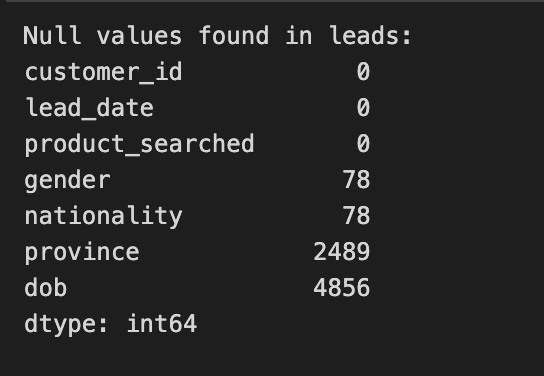 Null values found in leads:
customer_id 0
lead_date 0
product_searched 0
gender 78
nationality 78
province 2489
dob 4856
dtype: int64